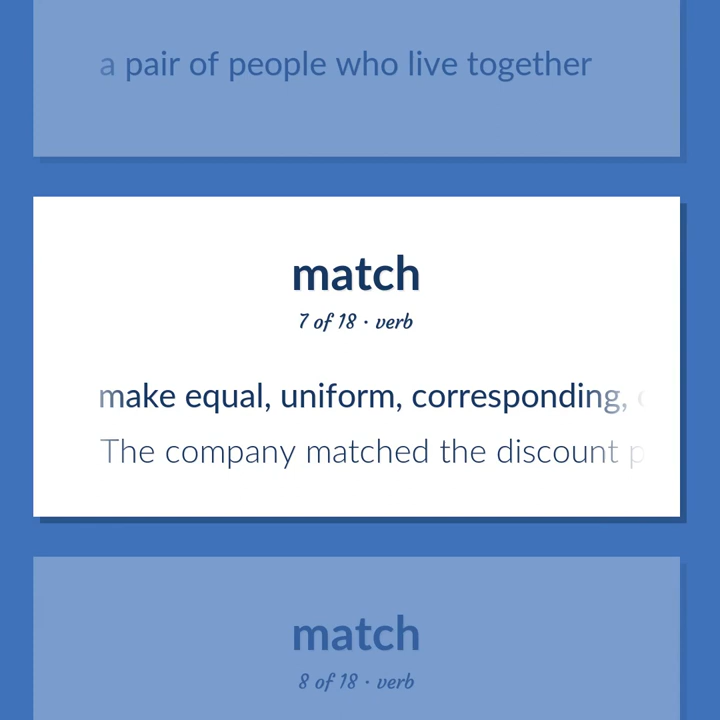 a pair of people who live together
match
7 of 18 · verb
make equal, uniform, corresponding,
The company matched the discount
match
8 of 18 · verb